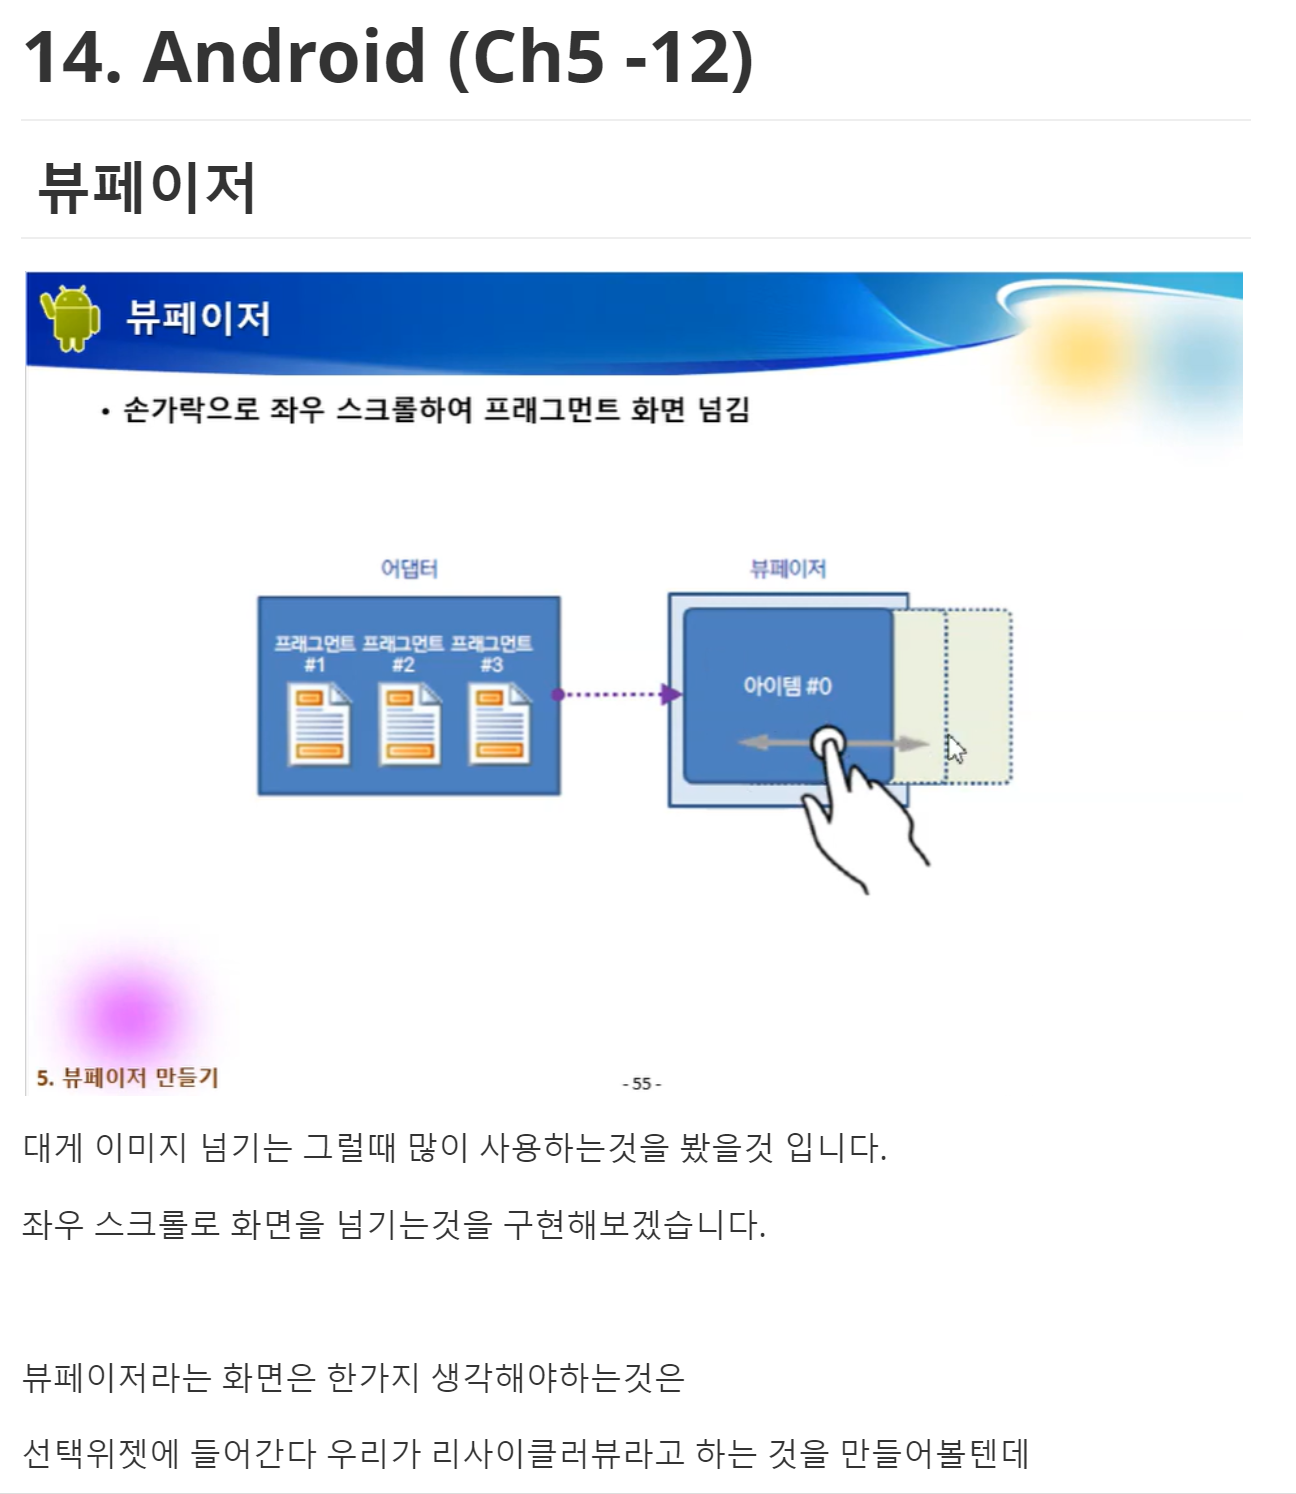 14. Android (Ch5 -12)
뷰페이저
뷰페이저
• 손가락으로 좌우 스크롤하여 프래그먼트 화면 넘김
어댑터
뷰페이저
프래그먼트 프래그먼트 프래그먼트
#1 #2 #3
아이템 #0
5. 뷰페이저 만들기
- 55 -
대게 이미지 넘기는 그럴때 많이 사용하는것을 봤을것 입니다.
좌우 스크롤로 화면을 넘기는것을 구현해보겠습니다.
뷰페이저라는 화면은 한가지 생각해야하는것은
선택위젯에 들어간다 우리가 리사이클러뷰라고 하는 것을 만들어볼텐데